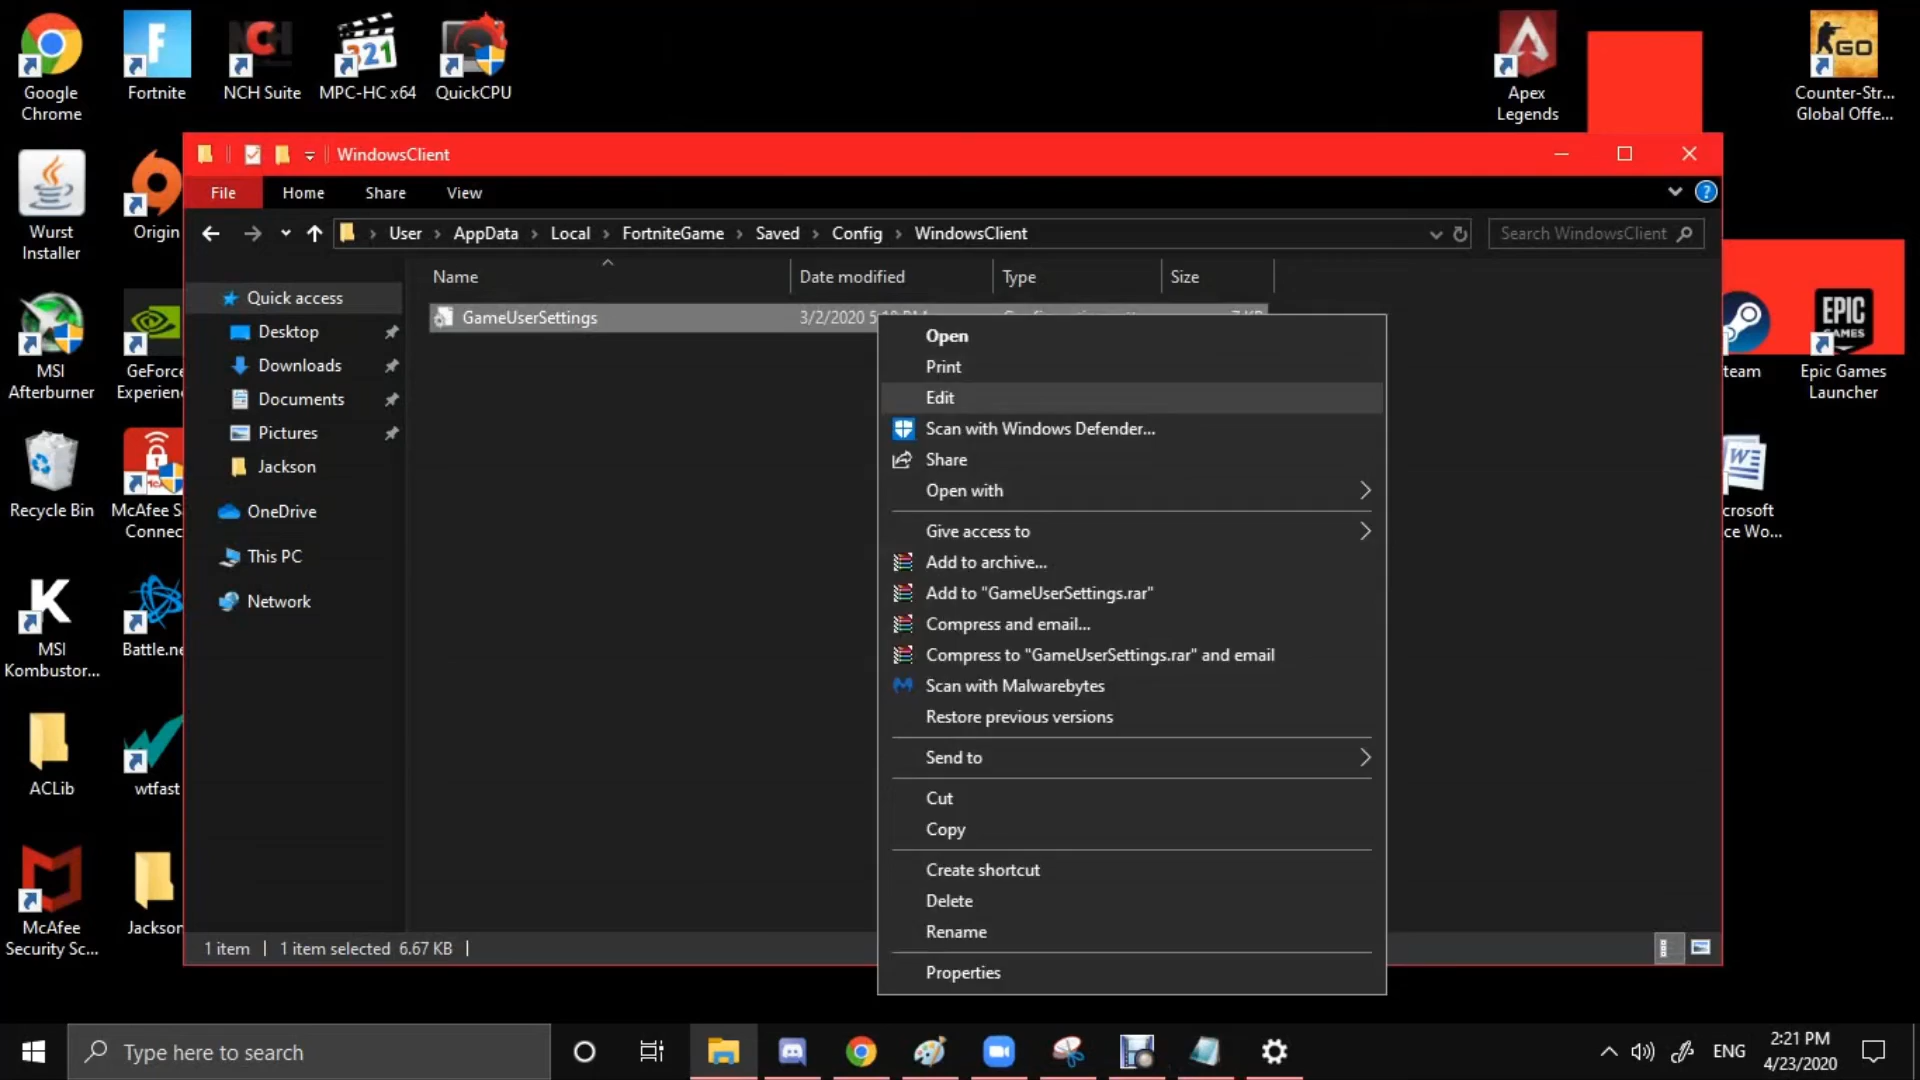 Google
Chrome
Fortnite
NCH Suite
MPC-HC x64
321
QuickCPU
Apex
Legends
GO
Counter-Str...
Global Offe...
WindowsClient
File
Home
Share
View
User
AppData
Local
FortniteGame
Saved
Config
WindowsClient
Search WindowsClient
Name
Date modified
Type
Size
GameUserSettings
3/2/2020
Quick access
Desktop
Downloads
Documents
Pictures
Jackson
OneDrive
This PC
Network
Open
Print
Edit
Scan with Windows Defender...
Share
Open with
Give access to
Add to archive...
Add to "GameUserSettings.rar"
Compress and email...
Compress to "GameUserSettings.rar" and email
Scan with Malwarebytes
Restore previous versions
Send to
Cut
Copy
Create shortcut
Delete
Rename
Properties
1 item
1 item selected 6.67 KB
Wurst
Installer
Origin
MSI
Afterburner
GeForce
Experienc
Recycle Bin
McAfee S
Connec
MSI
Kombustor...
Battle.ne
ACLib
wtfast
McAfee
Security Sc...
Jackson
team
EPIC
GAMES
Epic Games
Launcher
W
crosoft
ce Wo...
Type here to search
ENG
2:21 PM
4/23/2020